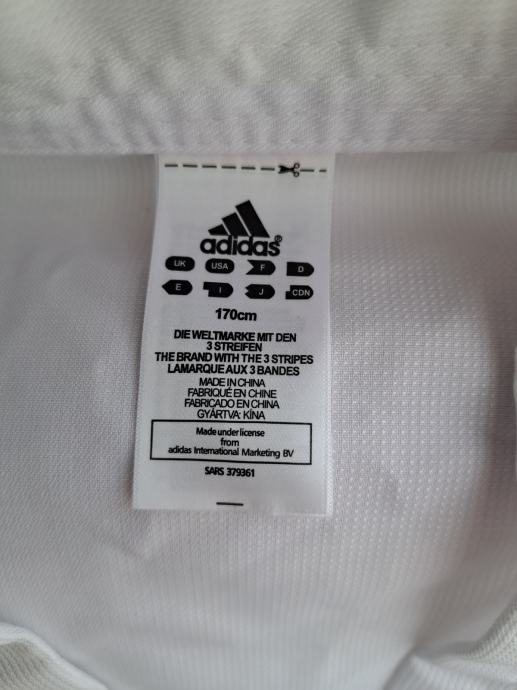 adidas®
UK USA F D
E I J CDN
170cm
DIE WELTMARKE MIT DEN
3 STREIFEN
THE BRAND WITH THE 3 STRIPES
LAMARQUE AUX 3 BANDES
MADE IN CHINA
FABRIQUÉ EN CHINE
FABRICADO EN CHINA
GYÁRTVA: KÍNA
Made under license
from
adidas International Marketing BV
SARS 379361